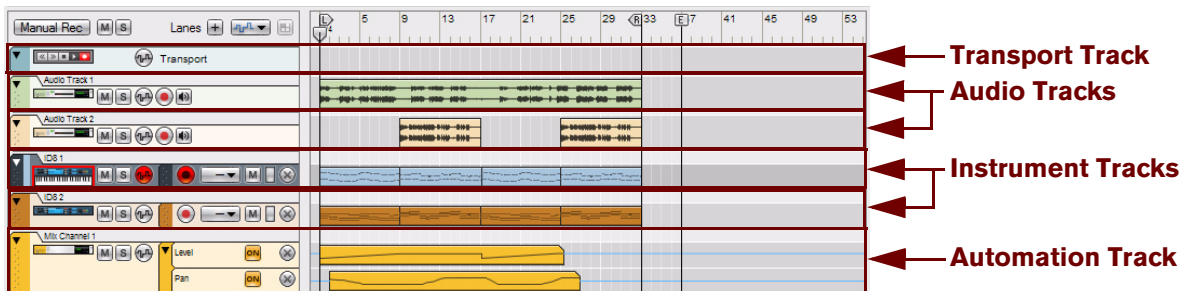 Manual Rec M S Lanes + L 5 9 13 17 21 25 29 R 33 E 7 41 45 49 53
4
Transport
Transport Track
Audio Track 1
M S
Audio Tracks
Audio Track 2
M S
ID8 1
M S M
Instrument Tracks
ID8 2
M S M
Mix Channel 1
M S Level ON
Automation Track
Pan ON